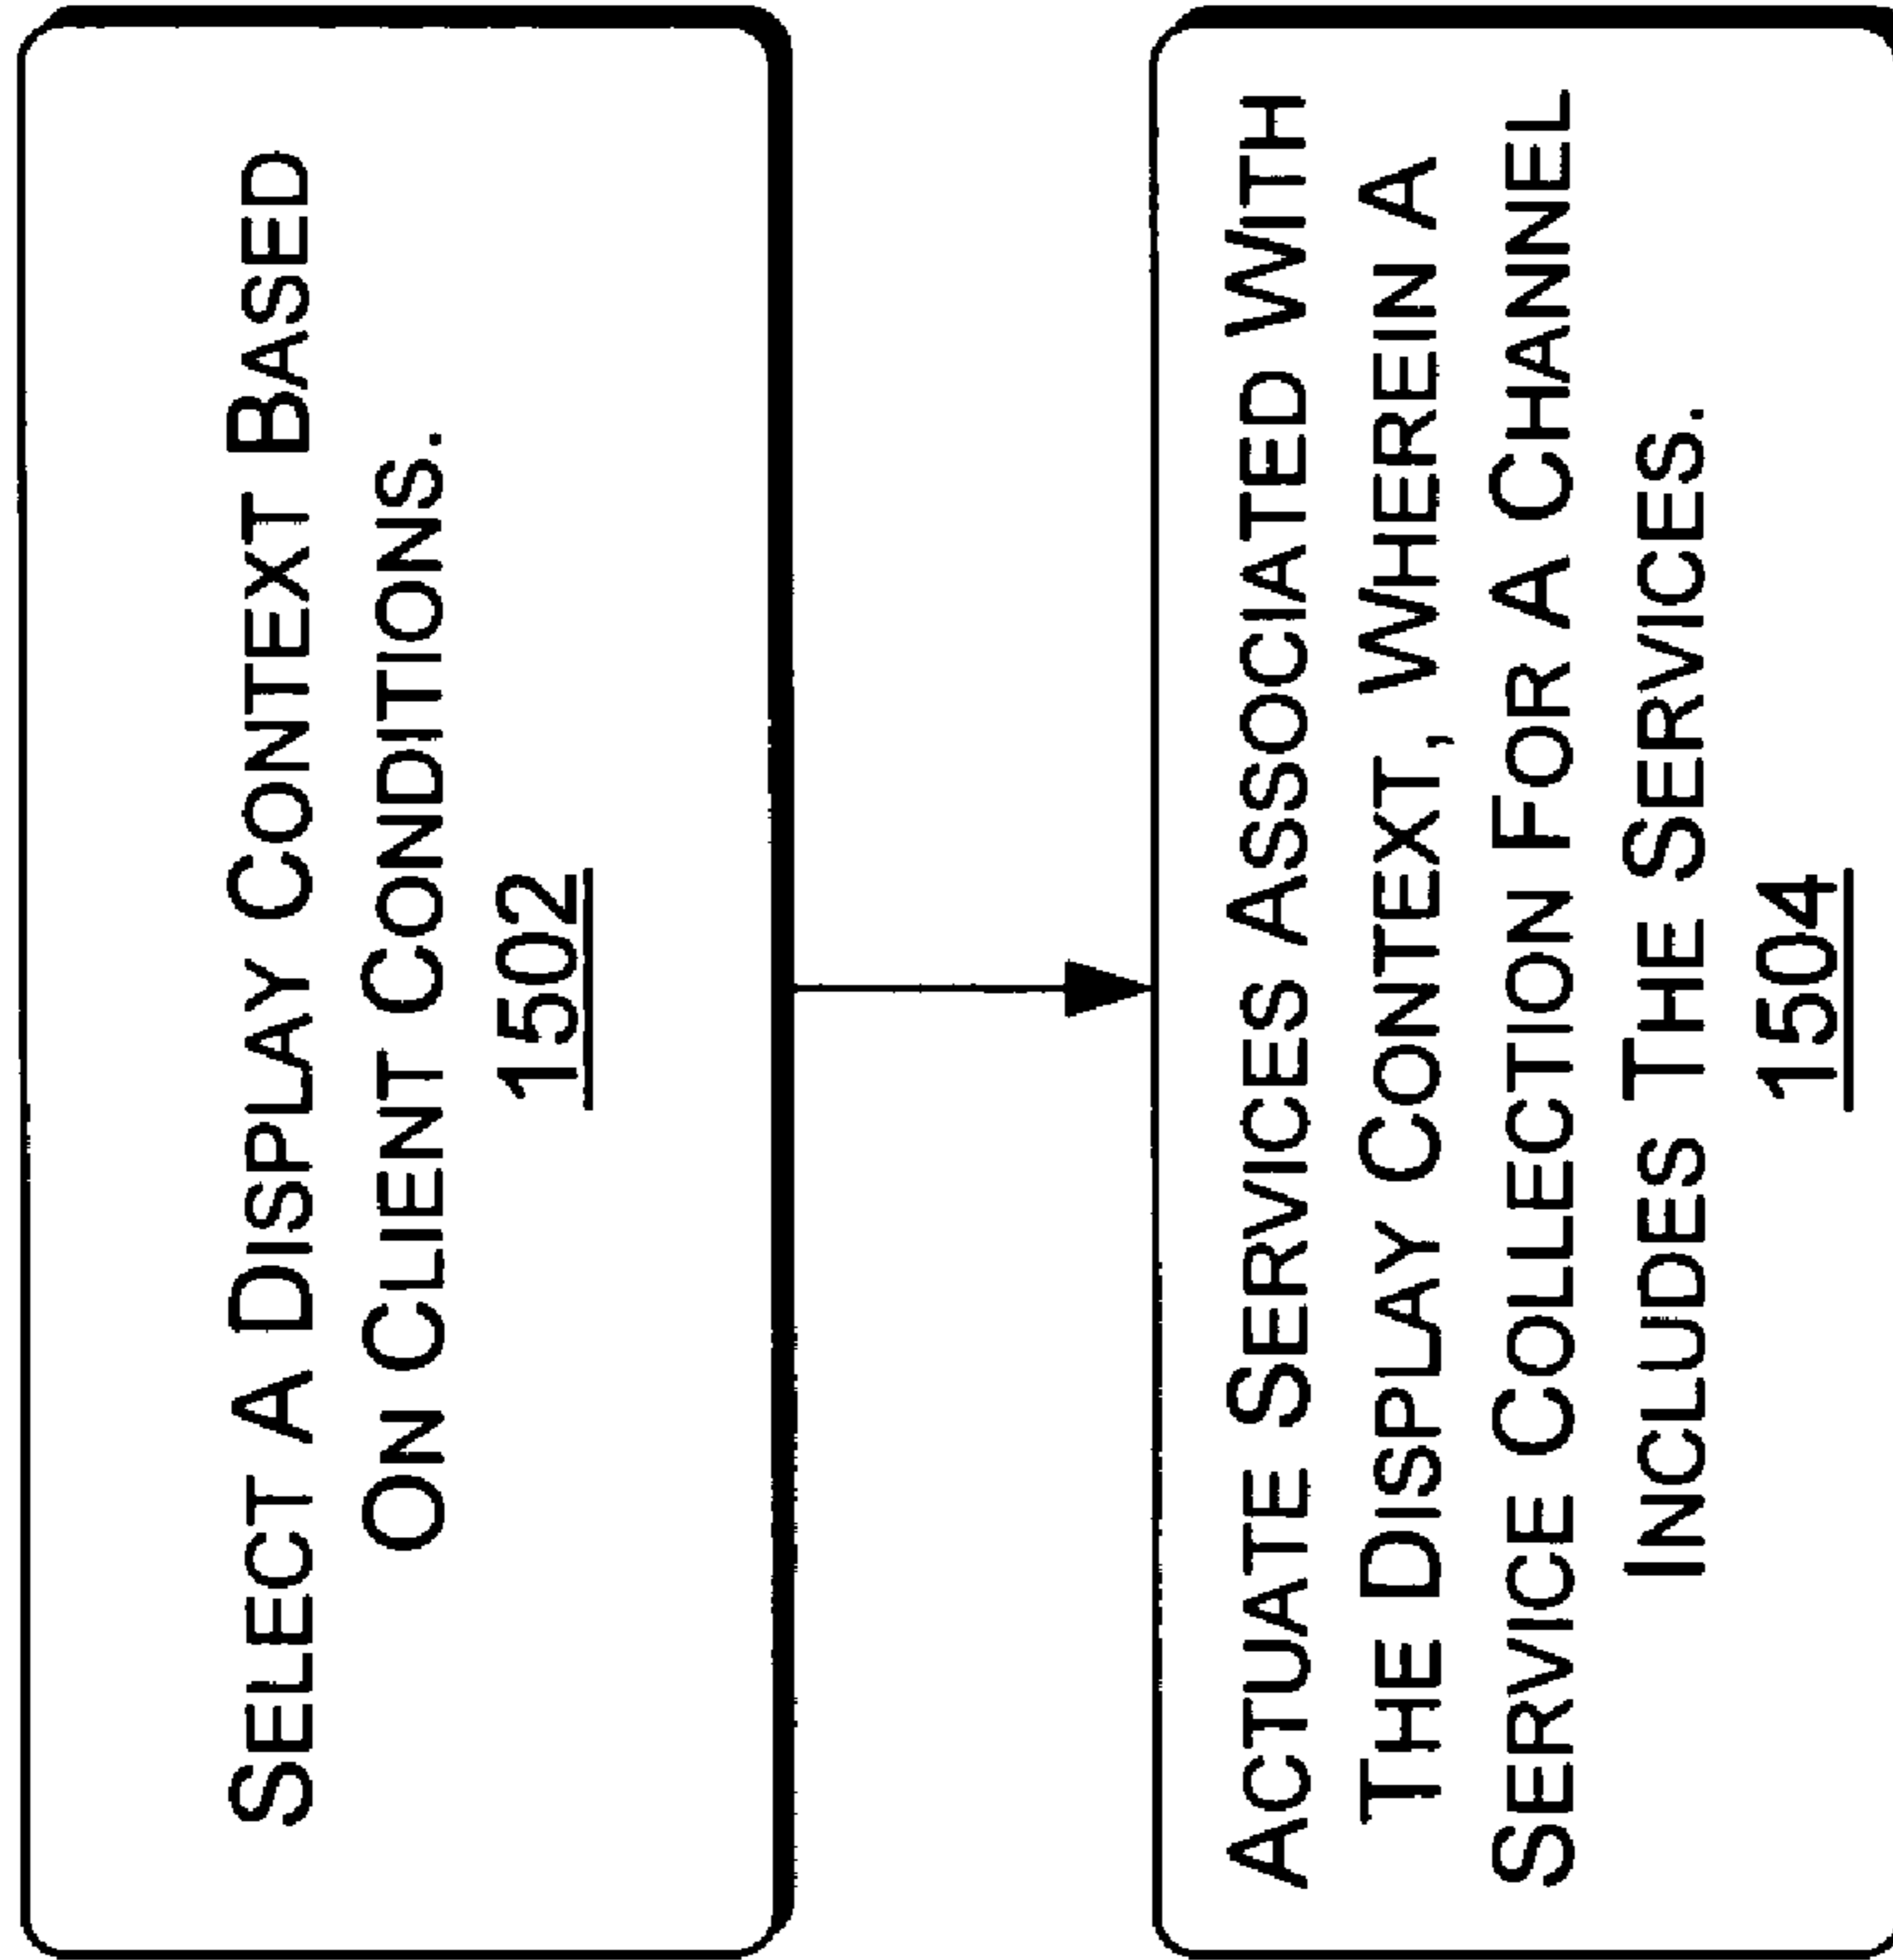 SELECT A DISPLAY CONTEXT BASED
ON CLIENT CONDITIONS.
1502
ACTUATE SERVICES ASSOCIATED WITH
THE DISPLAY CONTEXT, WHEREIN A
SERVICE COLLECTION FOR A CHANNEL
INCLUDES THE SERVICES.
1504